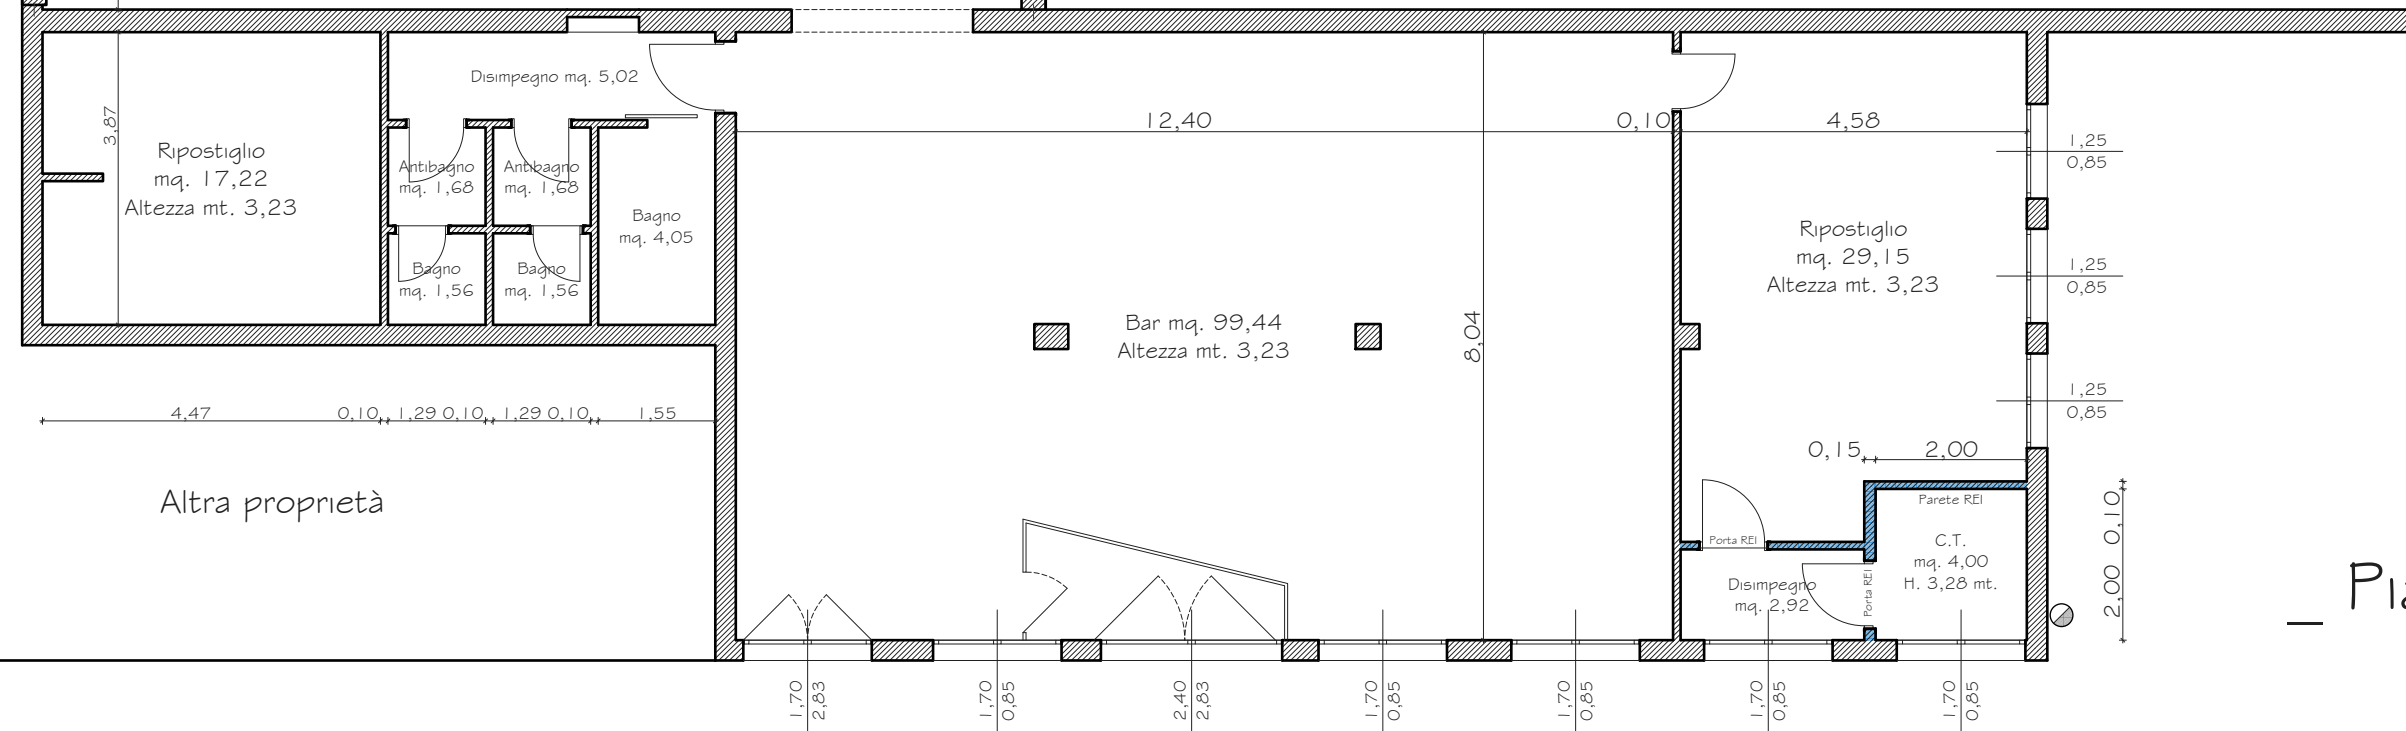 Disimpegno mq. 5,02
3,87
Ripostiglio
mq. 17,22
Altezza mt. 3,23
Antibagno
mq. 1,68
Antibagno
mq. 1,68
Bagno
mq. 4,05
Bagno
mq. 1,56
Bagno
mq. 1,56
12,40
0,10
4,58
1,25
0,85
Ripostiglio
mq. 29,15
Altezza mt. 3,23
1,25
0,85
Bar mq. 99,44
Altezza mt. 3,23
8,04
1,25
0,85
4,47
0,10
1,29
0,10
1,29
0,10
1,55
0,15
2,00
Altra proprietà
Parete REI
0,10
2,00
Porta REI
C.T.
mq. 4,00
H. 3,28 mt.
Porta REI
Disimpegno
mq. 2,92
_ Pia
1,70
2,83
1,70
0,85
2,40
2,83
1,70
0,85
1,70
0,85
1,70
0,85
1,70
0,85